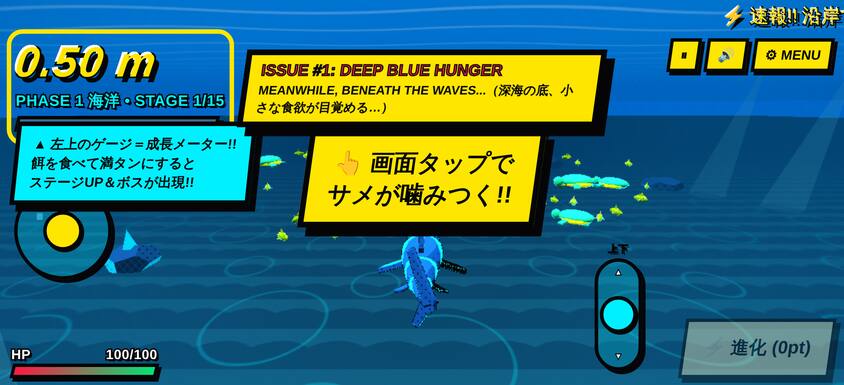 ⚡ 速報!! 沿岸
0.50 m
PHASE 1 海洋 • STAGE 1/15
ISSUE #1: DEEP BLUE HUNGER
MEANWHILE, BENEATH THE WAVES...（深海の底、小
さな食欲が目覚める…）
⚙ MENU
▲ 左上のゲージ＝成長メーター!!
餌を食べて満タンにすると
ステージUP＆ボスが出現!!
👆 画面タップで
サメが噛みつく!!
上下
▲
▼
HP 100/100
進化 (0pt)